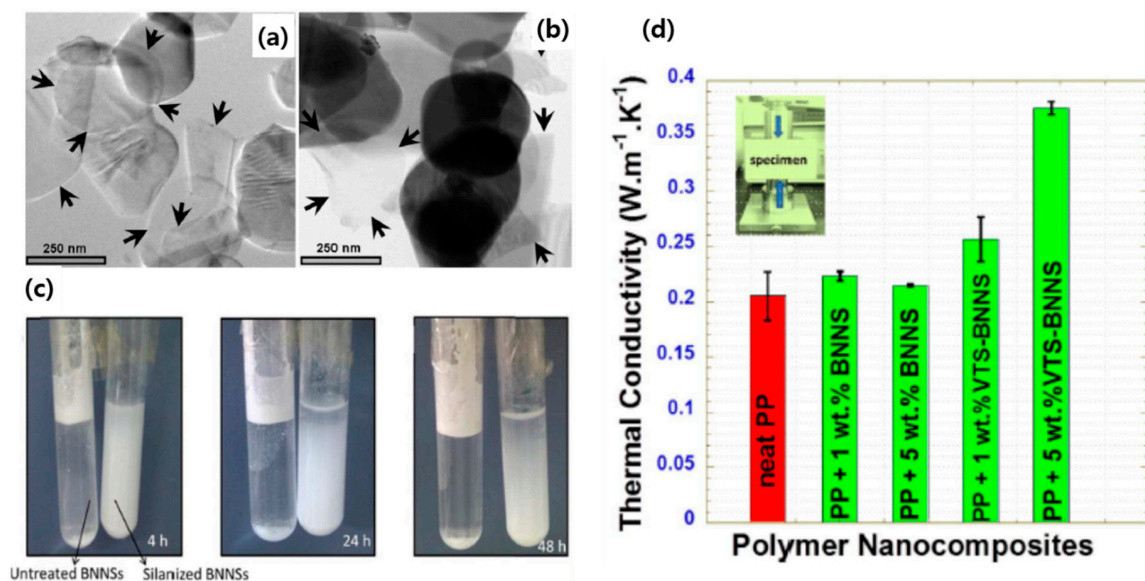 (a)
250 nm
(b)
250 nm
(c)
4 h
24 h
48 h
Untreated BNNSs
Silanized BNNSs
(d)
Thermal Conductivity (W.m⁻¹.K⁻¹)
0.4
0.35
0.3
0.25
0.2
0.15
0.1
0.05
0
specimen
neat PP
PP + 1 wt.% BNNS
PP + 5 wt.% BNNS
PP + 1 wt.%VTS-BNNS
PP + 5 wt.%VTS-BNNS
Polymer Nanocomposites